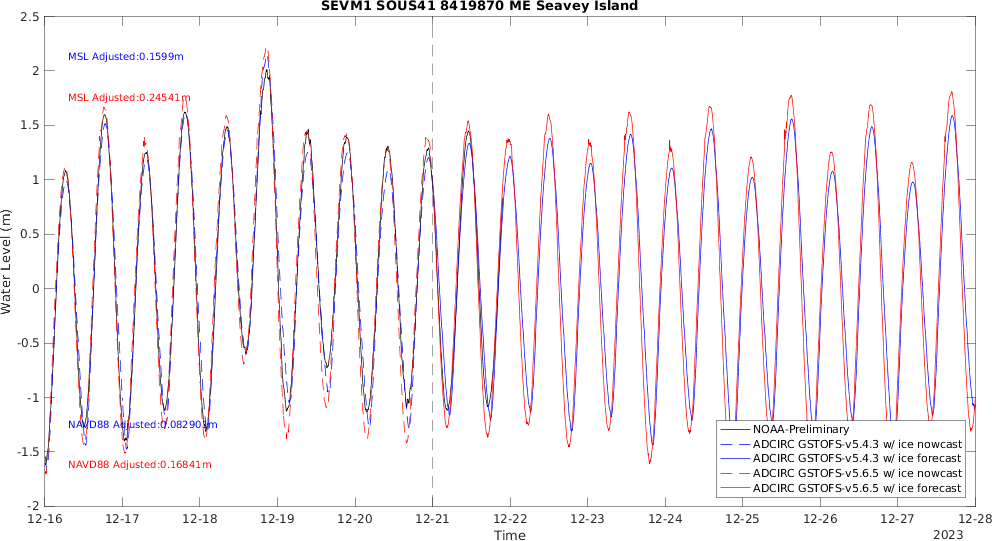 SEVM1 SOUS41 8419870 ME Seavey Island
2.5
2
1.5
1
0.5
0
-0.5
-1
-1.5
-2
Water Level (m)
MSL Adjusted:0.1599m
MSL Adjusted:0.24541m
NAVD88 Adjusted:0.08290 m
NAVD88 Adjusted:0.16841m
NOAA-Preliminary
ADCIRC GSTOFS-v5.4.3 w/ ice nowcast
ADCIRC GSTOFS-v5.4.3 w/ ice forecast
ADCIRC GSTOFS-v5.6.5 w/ ice nowcast
ADCIRC GSTOFS-v5.6.5 w/ ice forecast
12-16 12-17 12-18 12-19 12-20 12-21 12-22 12-23 12-24 12-25 12-26 12-27 12-28
Time
2023